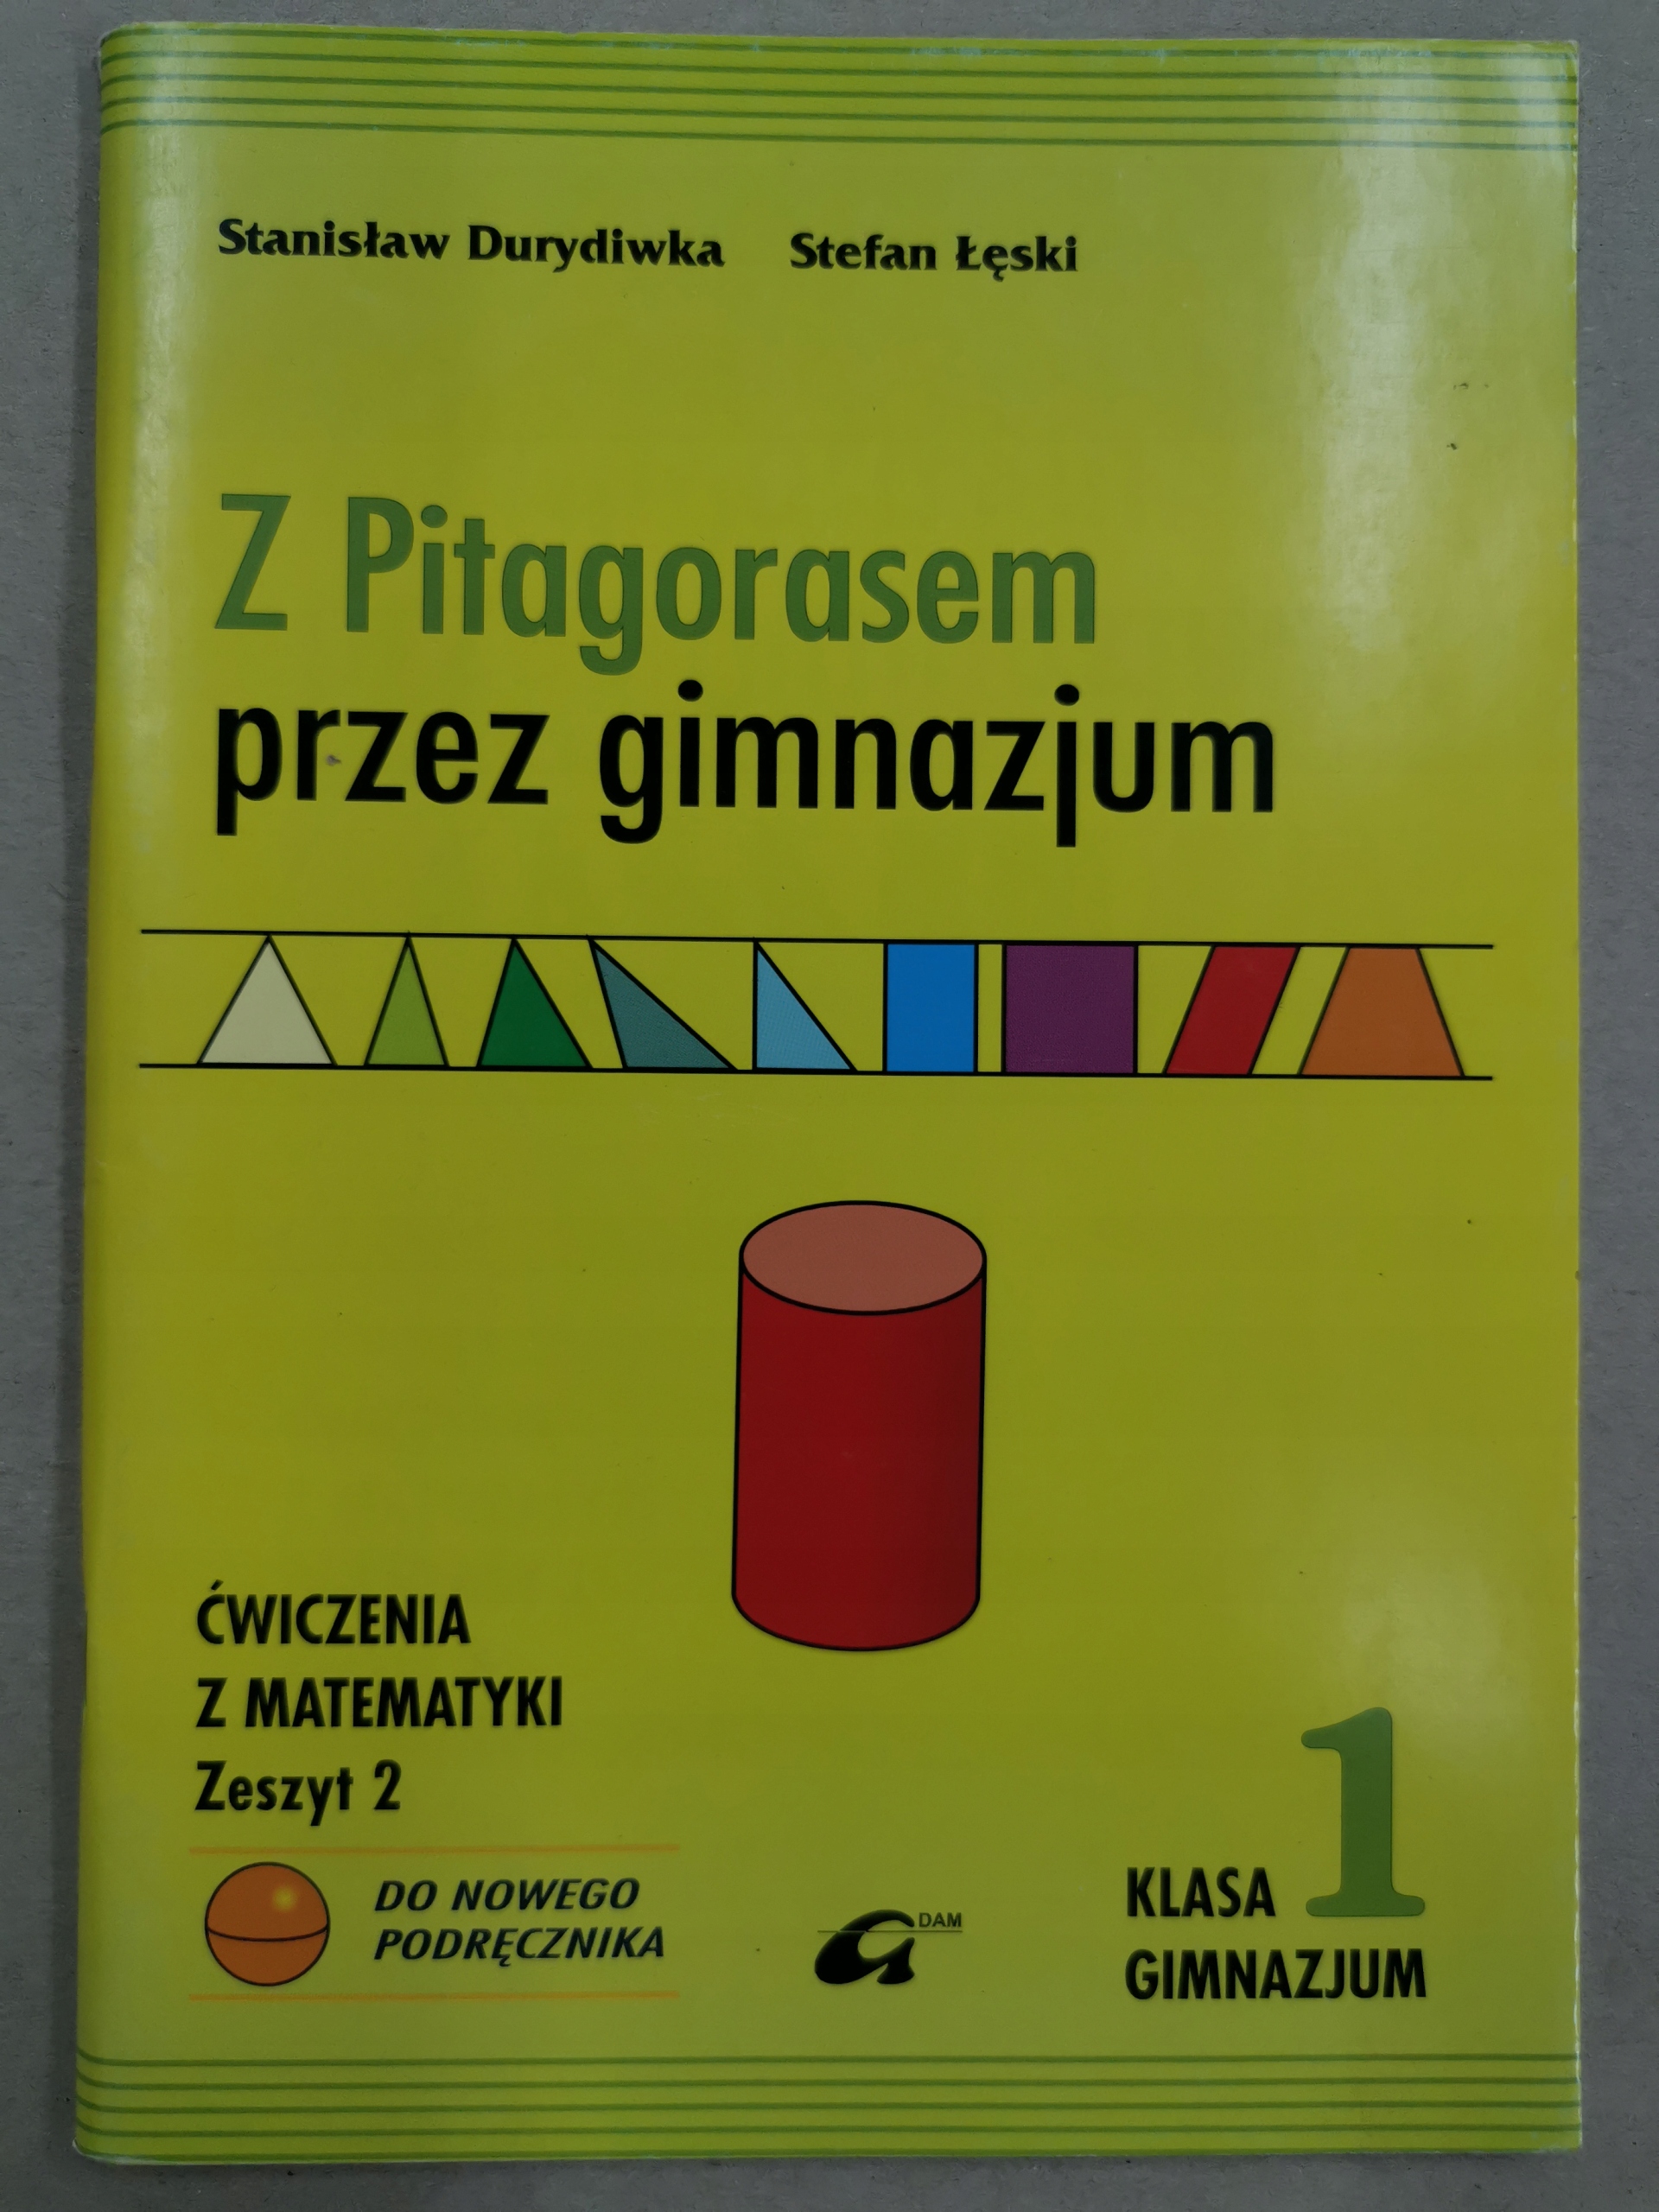 Stanisław Durydiwka Stefan Łęski
Z Pitagorasem
przez gimnazjum
ĆWICZENIA
Z MATEMATYKI
Zeszyt 2
DO NOWEGO
PODRĘCZNIKA
DAM
KLASA 1
GIMNAZJUM